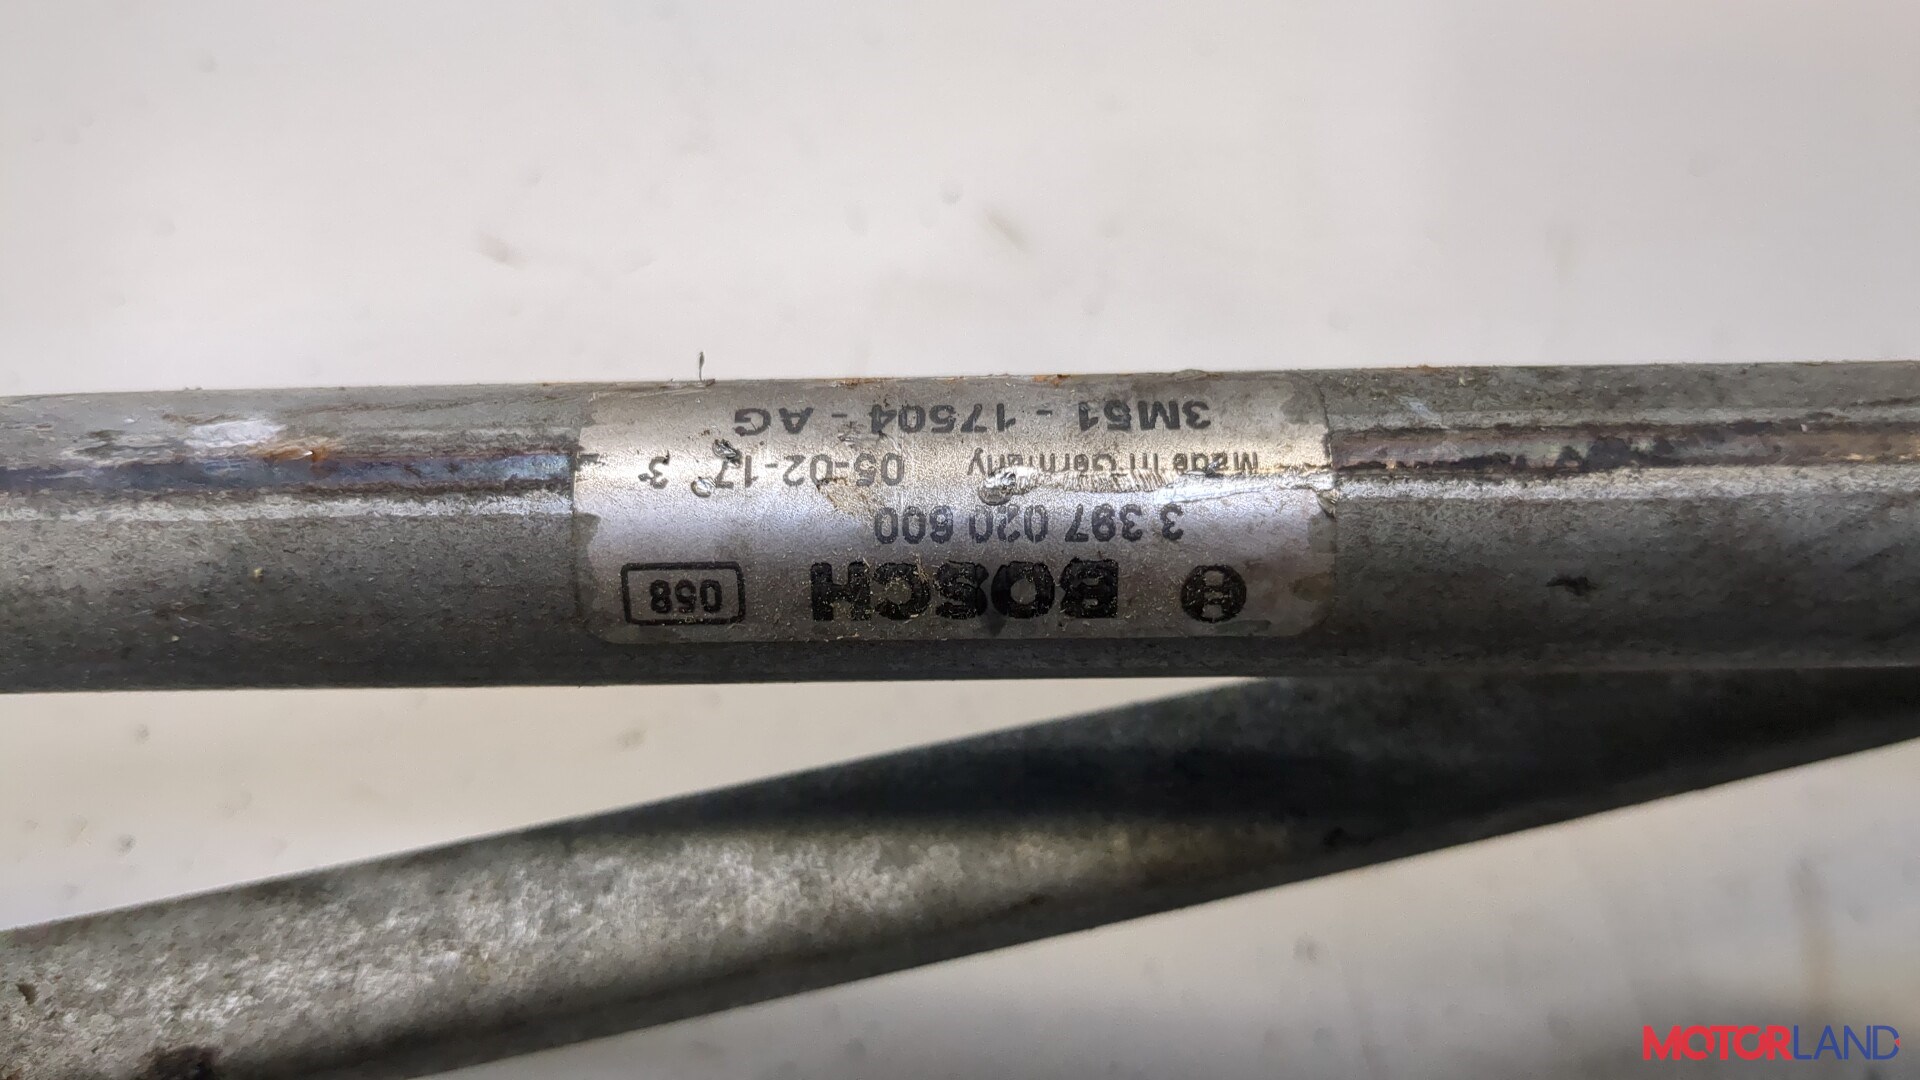 BOSCH 058
3 397 020 600
Made in Germany 05-02-17 3
3M51 - 17504 - AG
MOTORLAND